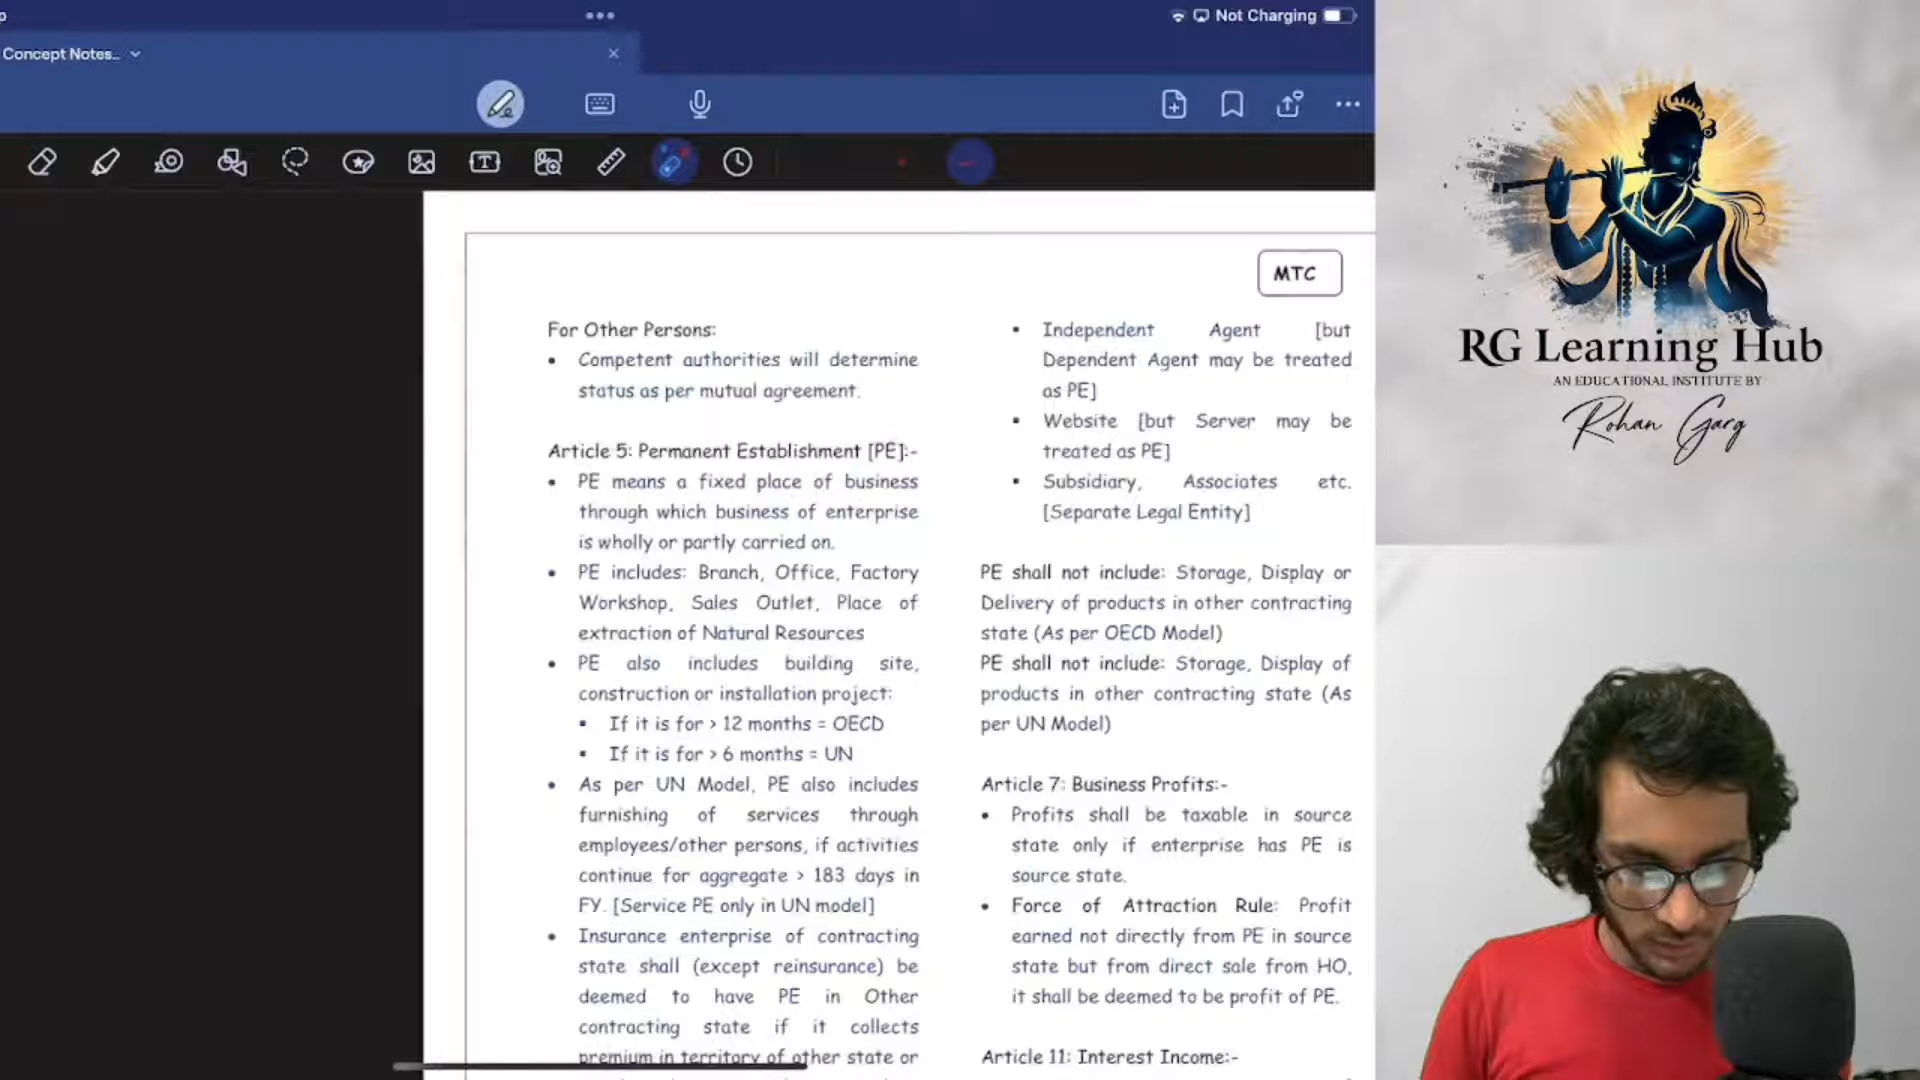 Not Charging
Concept Notes...
MTC
For Other Persons:
• Competent authorities will determine
status as per mutual agreement.
Article 5: Permanent Establishment [PE]:-
• PE means a fixed place of business
through which business of enterprise
is wholly or partly carried on.
• PE includes: Branch, Office, Factory
Workshop, Sales Outlet, Place of
extraction of Natural Resources
• PE also includes building site,
construction or installation project:
▪ If it is for > 12 months = OECD
▪ If it is for > 6 months = UN
• As per UN Model, PE also includes
furnishing of services through
employees/other persons, if activities
continue for aggregate > 183 days in
FY. [Service PE only in UN model]
• Insurance enterprise of contracting
state shall (except reinsurance) be
deemed to have PE in Other
contracting state if it collects
premium in territory of other state or
▪ Independent Agent [but
Dependent Agent may be treated
as PE]
▪ Website [but Server may be
treated as PE]
▪ Subsidiary, Associates etc.
[Separate Legal Entity]
PE shall not include: Storage, Display or
Delivery of products in other contracting
state (As per OECD Model)
PE shall not include: Storage, Display of
products in other contracting state (As
per UN Model)
Article 7: Business Profits:-
• Profits shall be taxable in source
state only if enterprise has PE is
source state.
• Force of Attraction Rule: Profit
earned not directly from PE in source
state but from direct sale from HO,
it shall be deemed to be profit of PE.
Article 11: Interest Income:-
RG Learning Hub
AN EDUCATIONAL INSTITUTE BY
Rohan Garg